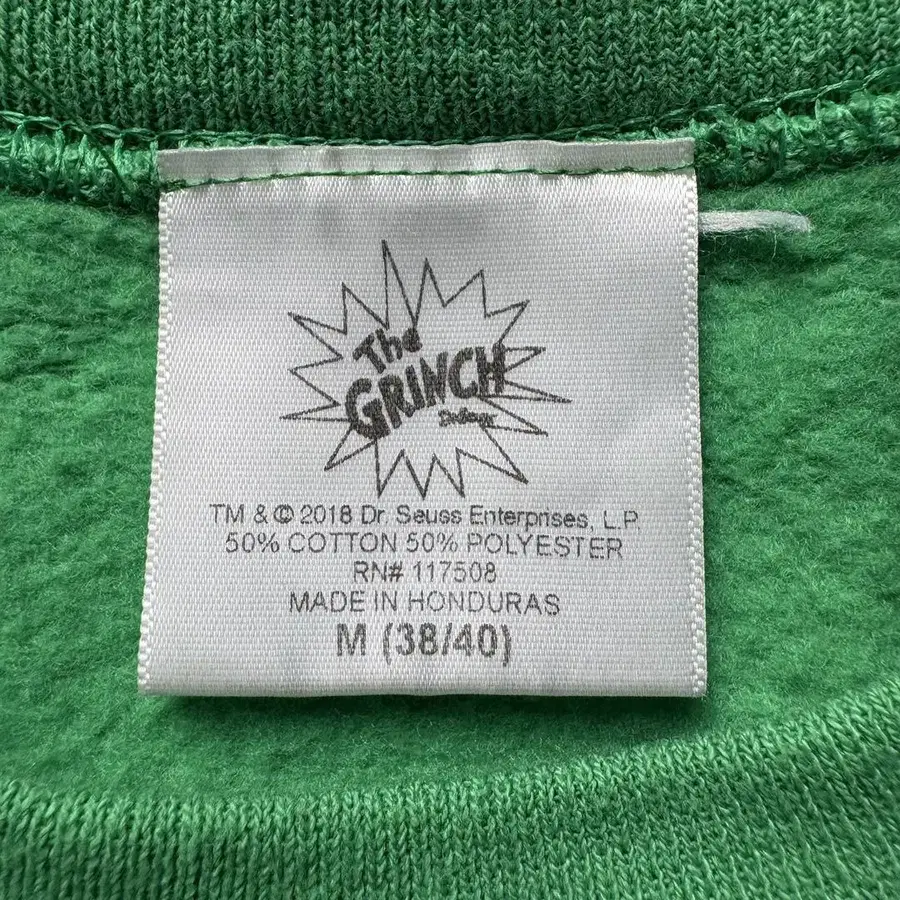 The
GRINCH
TM & © 2018 Dr. Seuss Enterprises, L.P.
50% COTTON 50% POLYESTER
RN# 117508
MADE IN HONDURAS
M (38/40)